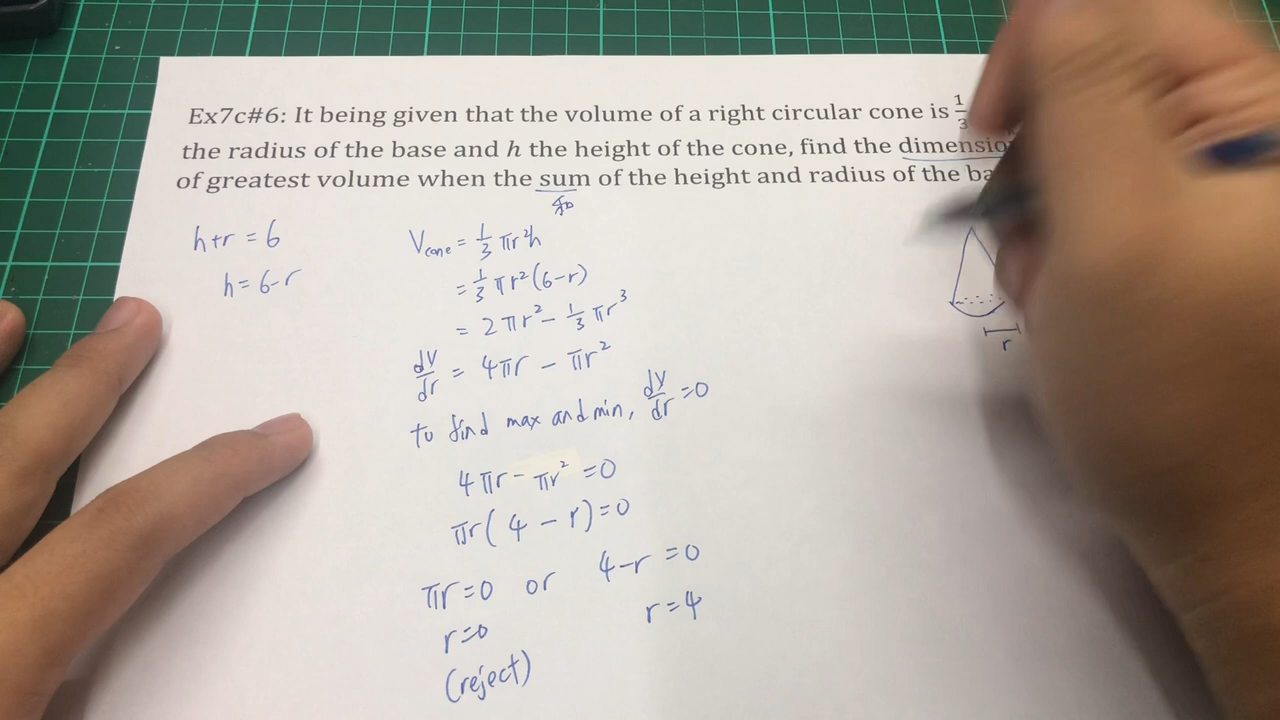 Ex7c#6: It being given that the volume of a right circular cone is 1/3
the radius of the base and h the height of the cone, find the dimensio
of greatest volume when the sum of the height and radius of the ba
h+r = 6
h = 6-r
V cone = 1/3 πr²h
= 1/3 πr²(6-r)
= 2πr² - 1/3 πr³
dV/dr = 4πr - πr²
to find max and min, dV/dr = 0
4πr - πr² = 0
πr(4 - r) = 0
πr = 0 or 4-r = 0
r=0 r=4
(reject)
r